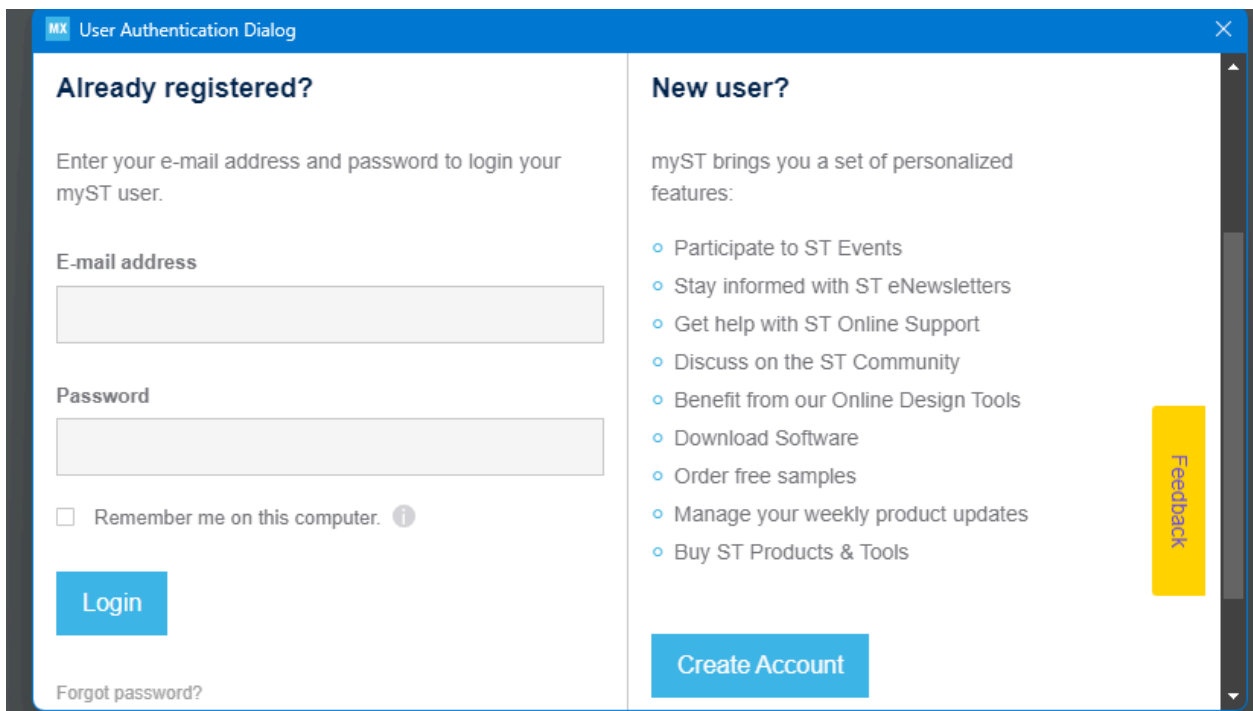 MX User Authentication Dialog
Already registered?
Enter your e-mail address and password to login your
myST user.
E-mail address
Password
Remember me on this computer.
Login
Forgot password?
New user?
myST brings you a set of personalized
features:
Participate to ST Events
Stay informed with ST eNewsletters
Get help with ST Online Support
Discuss on the ST Community
Benefit from our Online Design Tools
Download Software
Order free samples
Manage your weekly product updates
Buy ST Products & Tools
Create Account
Feedback